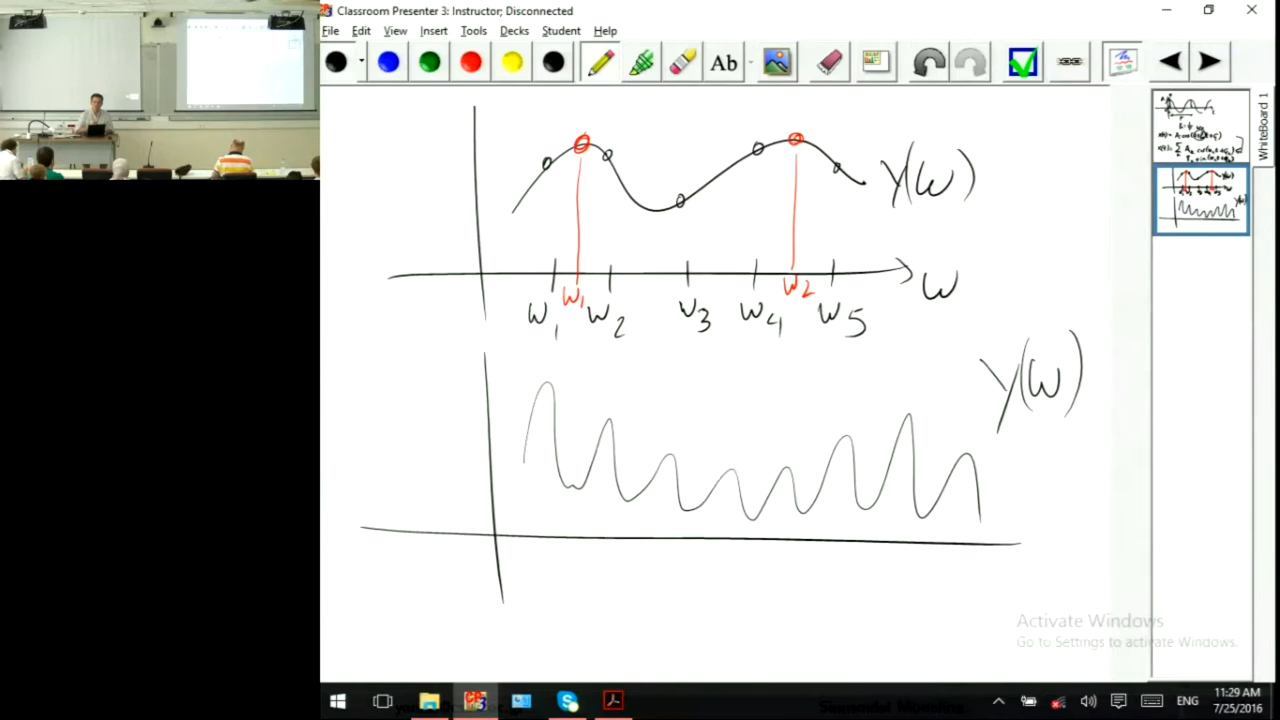 Classroom Presenter 3: Instructor; Disconnected
File Edit View Insert Tools Decks Student Help
Ab
Y(ω)
ω
ω1 ω2
ω1 ω2 ω3 ω4 ω5
Y(ω)
WhiteBoard 1
Activate Windows
Go to Settings to activate Windows.
ENG
11:29 AM
7/25/2016